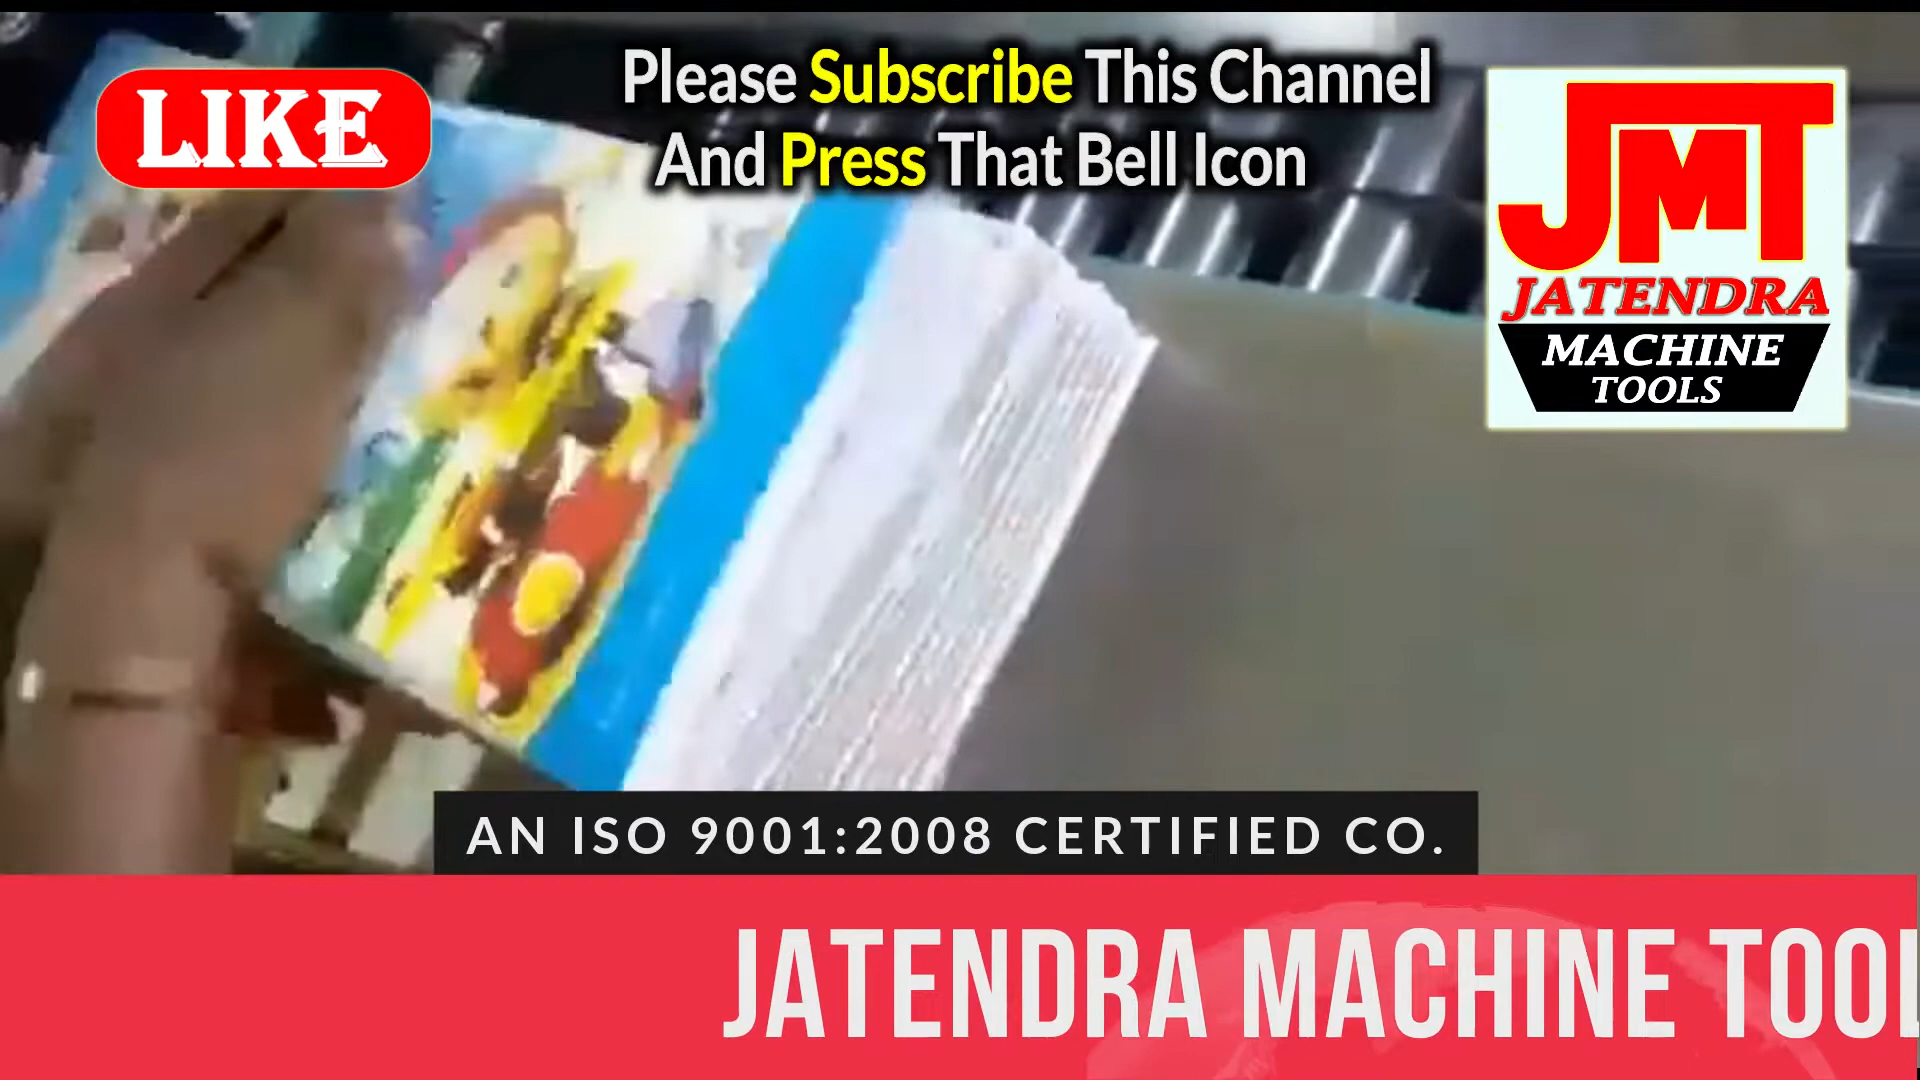 LIKE
Please Subscribe This Channel
And Press That Bell Icon
JMT
JATENDRA
MACHINE
TOOLS
AN ISO 9001:2008 CERTIFIED CO.
JATENDRA MACHINE TOOL